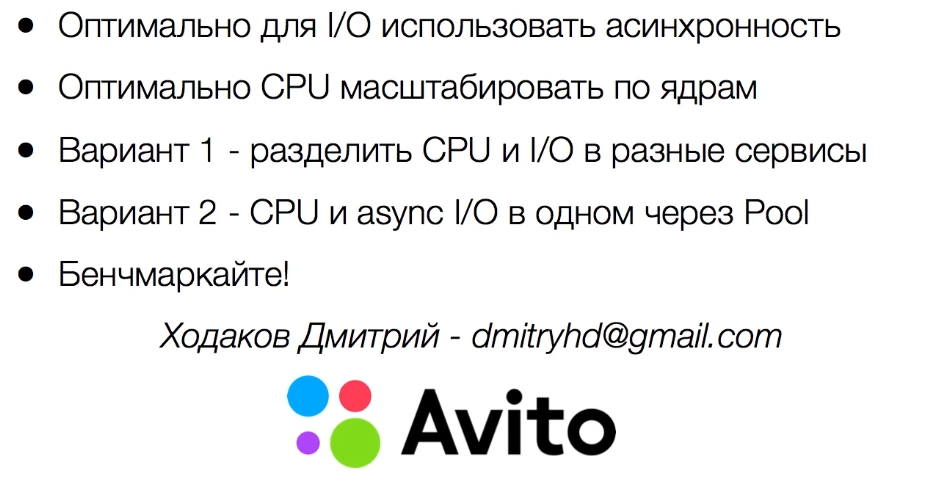 • Оптимально для I/O использовать асинхронность
• Оптимально CPU масштабировать по ядрам
• Вариант 1 - разделить CPU и I/O в разные сервисы
• Вариант 2 - CPU и async I/O в одном через Pool
• Бенчмаркайте!
Ходаков Дмитрий - dmitryhd@gmail.com
Avito